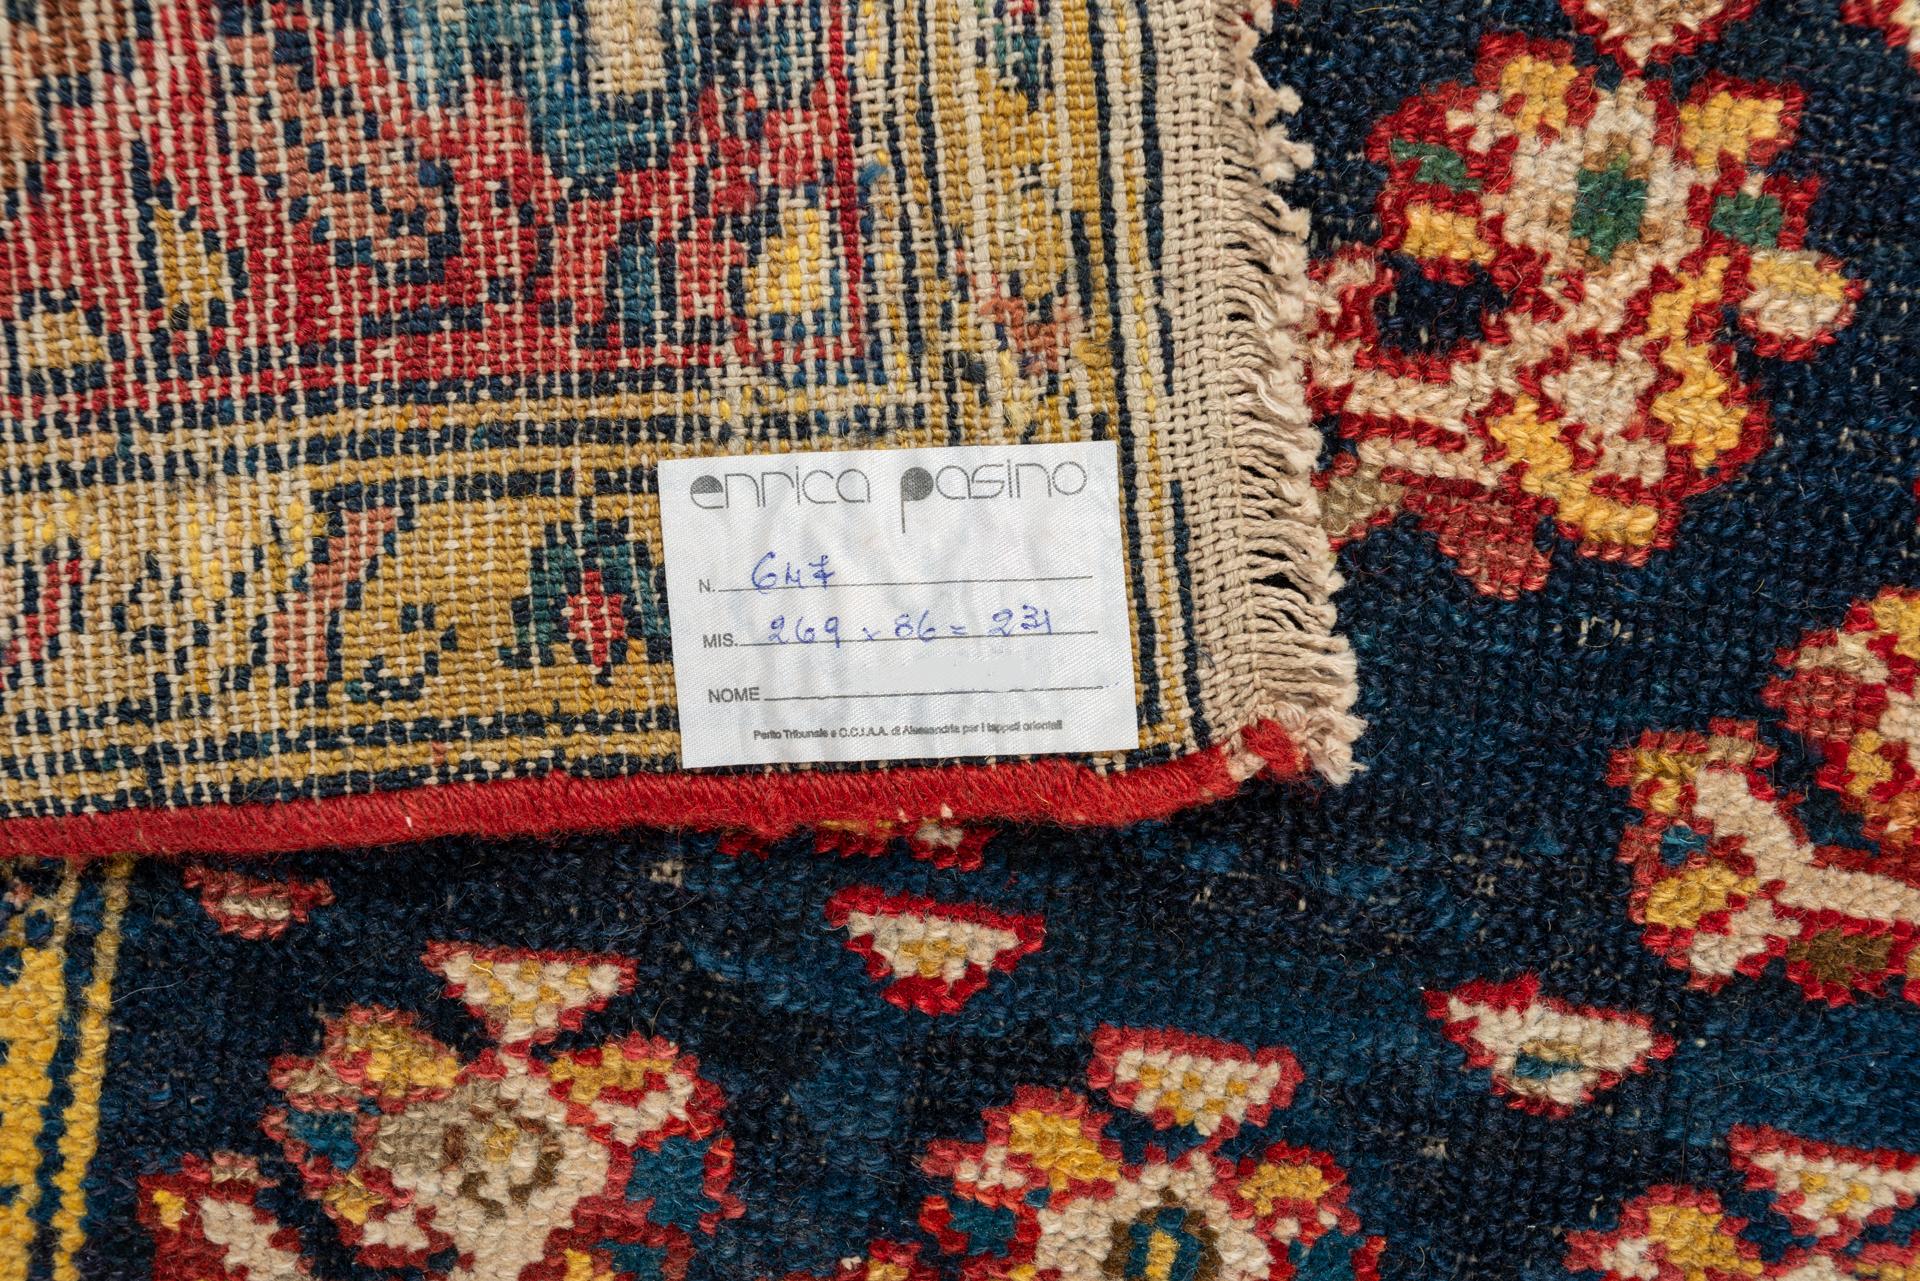 enrica pasino
N. 647
MIS. 269 x 86 = 231
NOME
Perito Tribunale e C.C.I.A.A. di Alessandria per i tappeti orientali